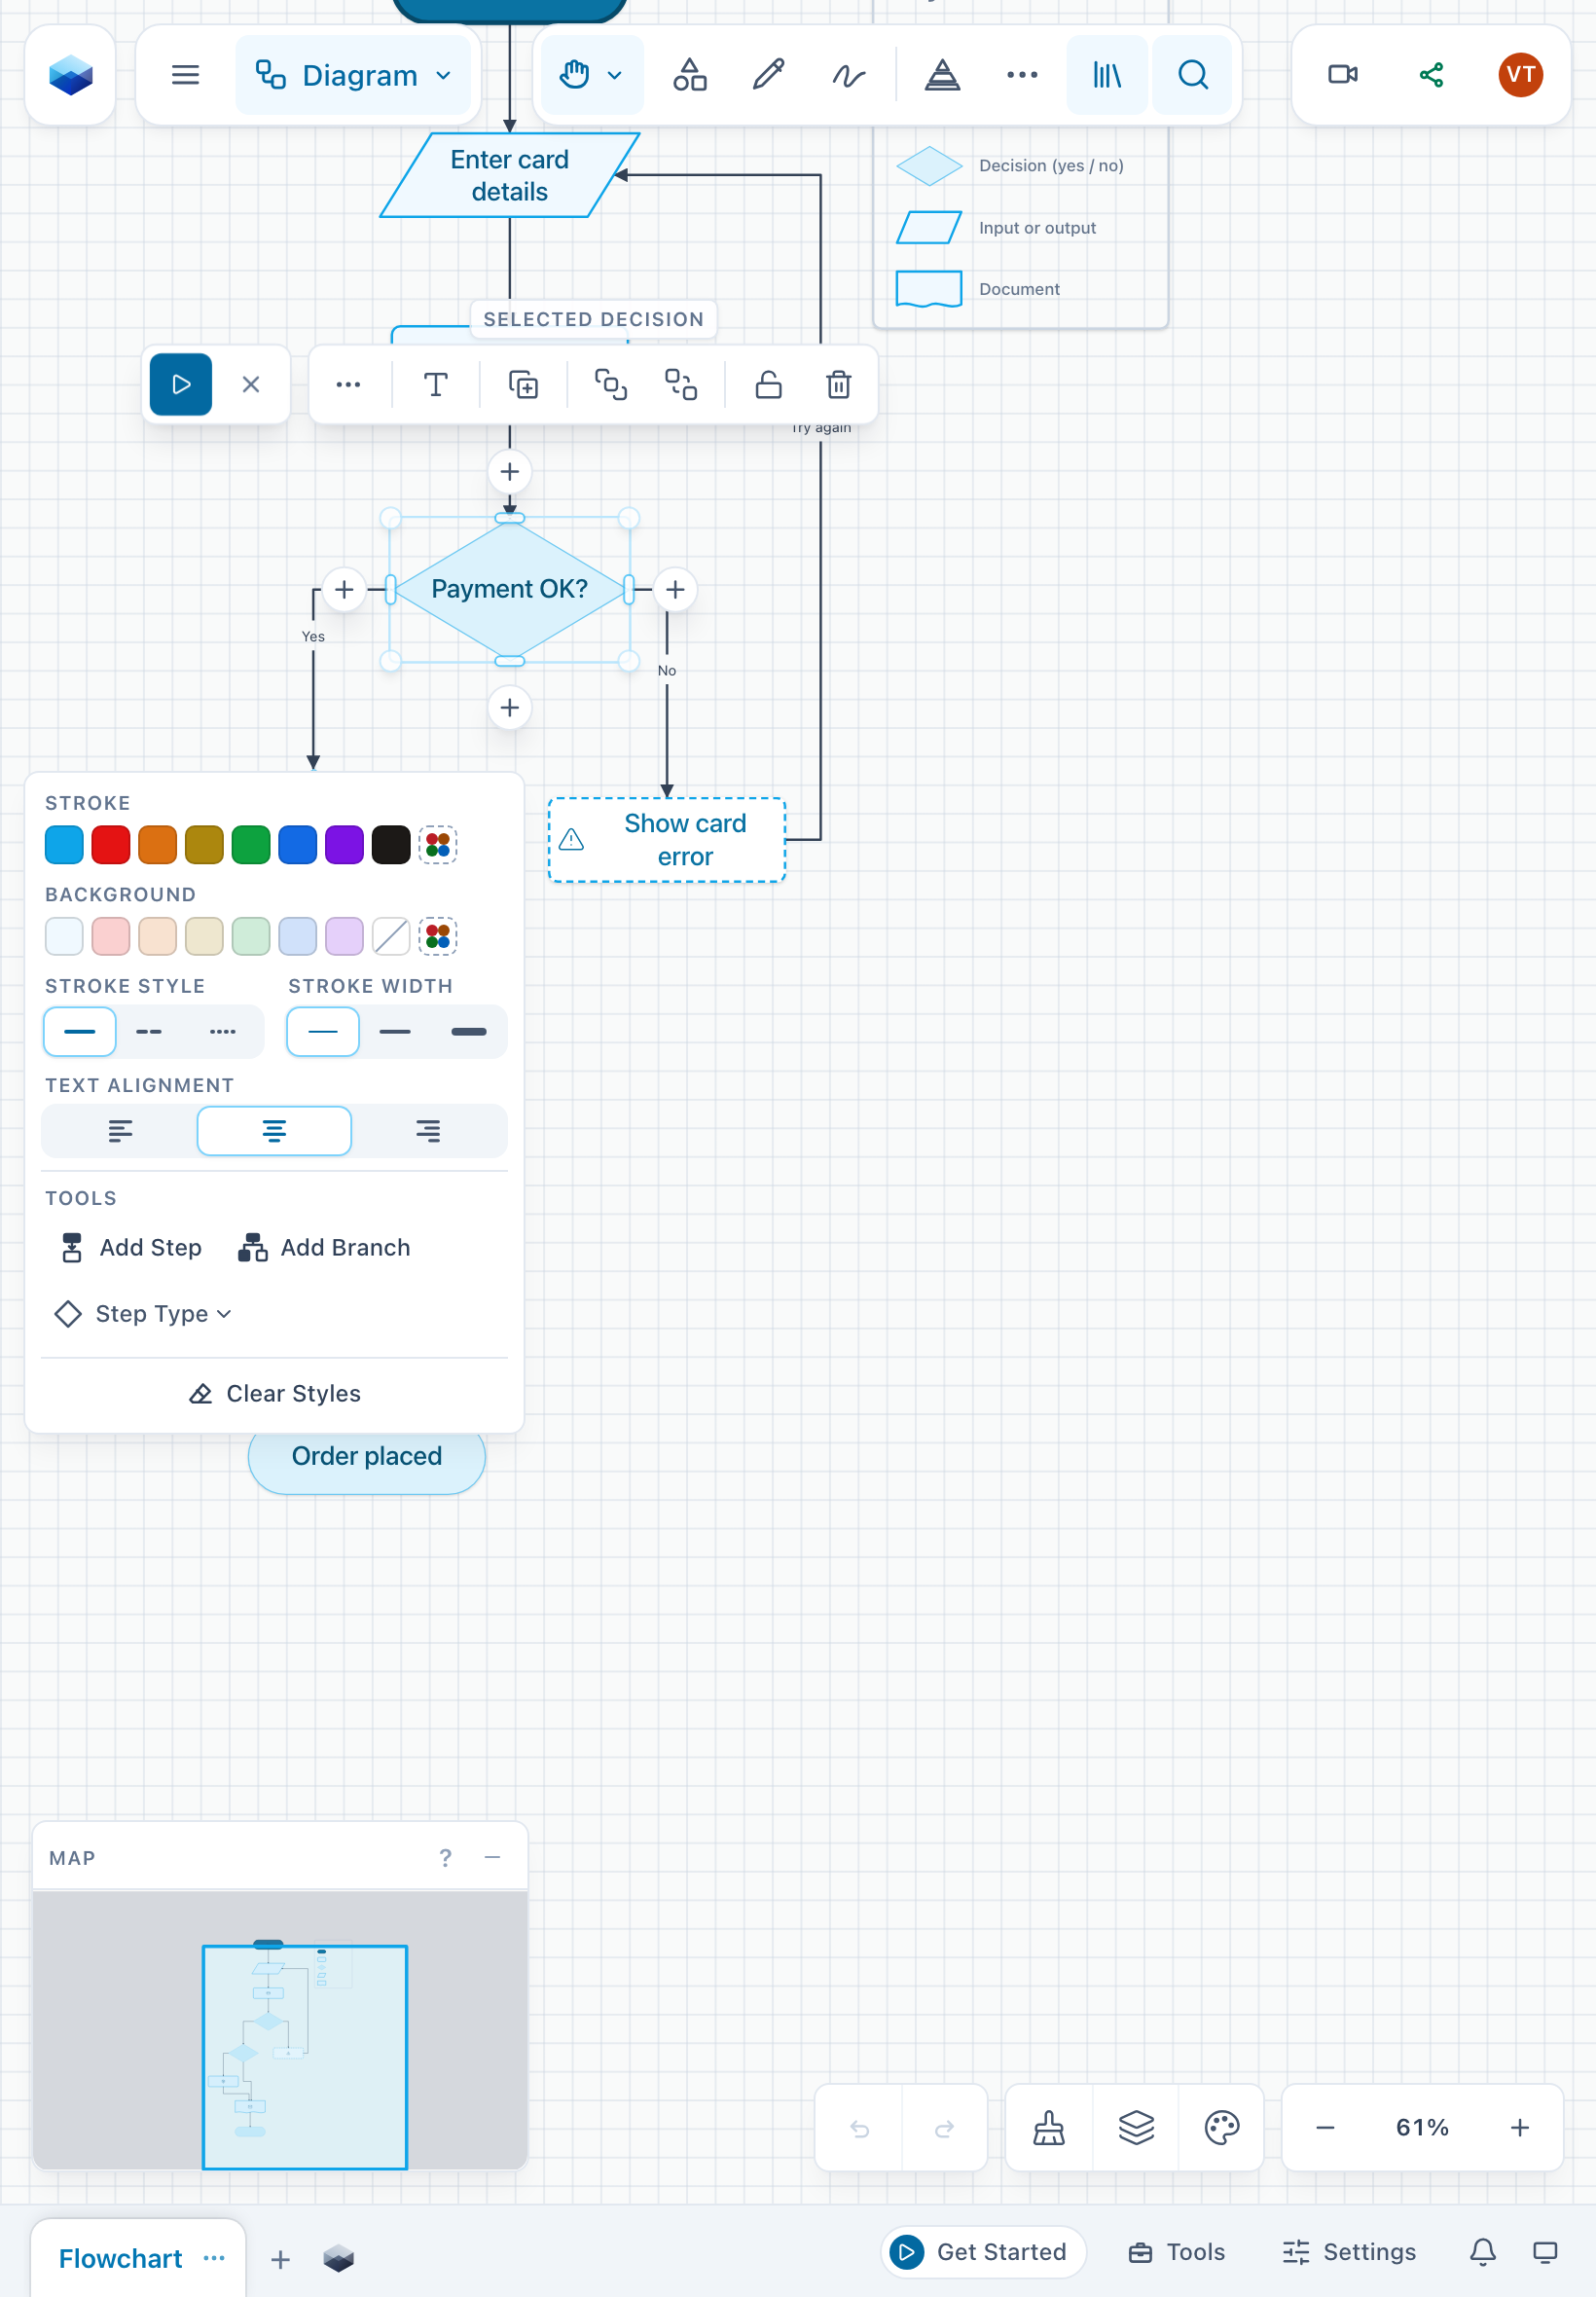 Diagram
VT
Enter card
details
Decision (yes / no)
Input or output
Document
SELECTED DECISION
Try again
Payment OK?
Yes
No
Show card
error
STROKE
BACKGROUND
STROKE STYLE
STROKE WIDTH
TEXT ALIGNMENT
TOOLS
Add Step
Add Branch
Step Type
Clear Styles
Order placed
MAP
?
61%
Flowchart
Get Started
Tools
Settings